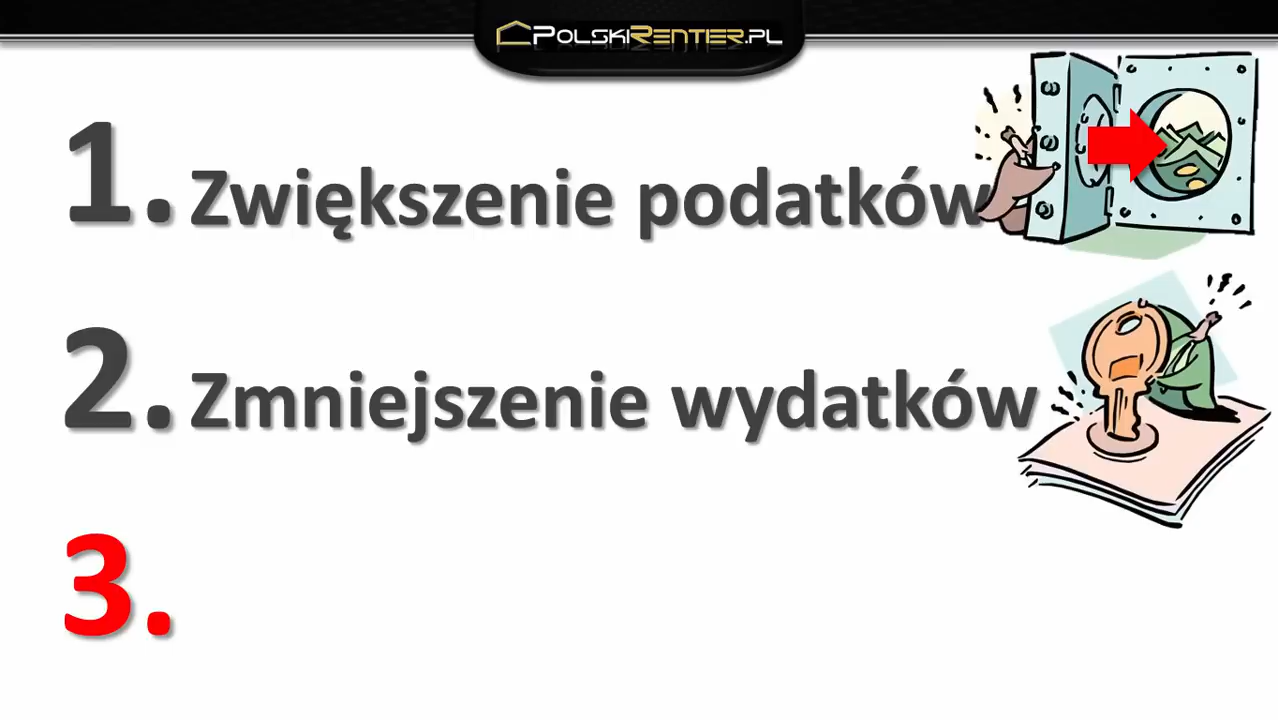 POLSKIRENTIER.PL
1. Zwiększenie podatków
2. Zmniejszenie wydatków
3.